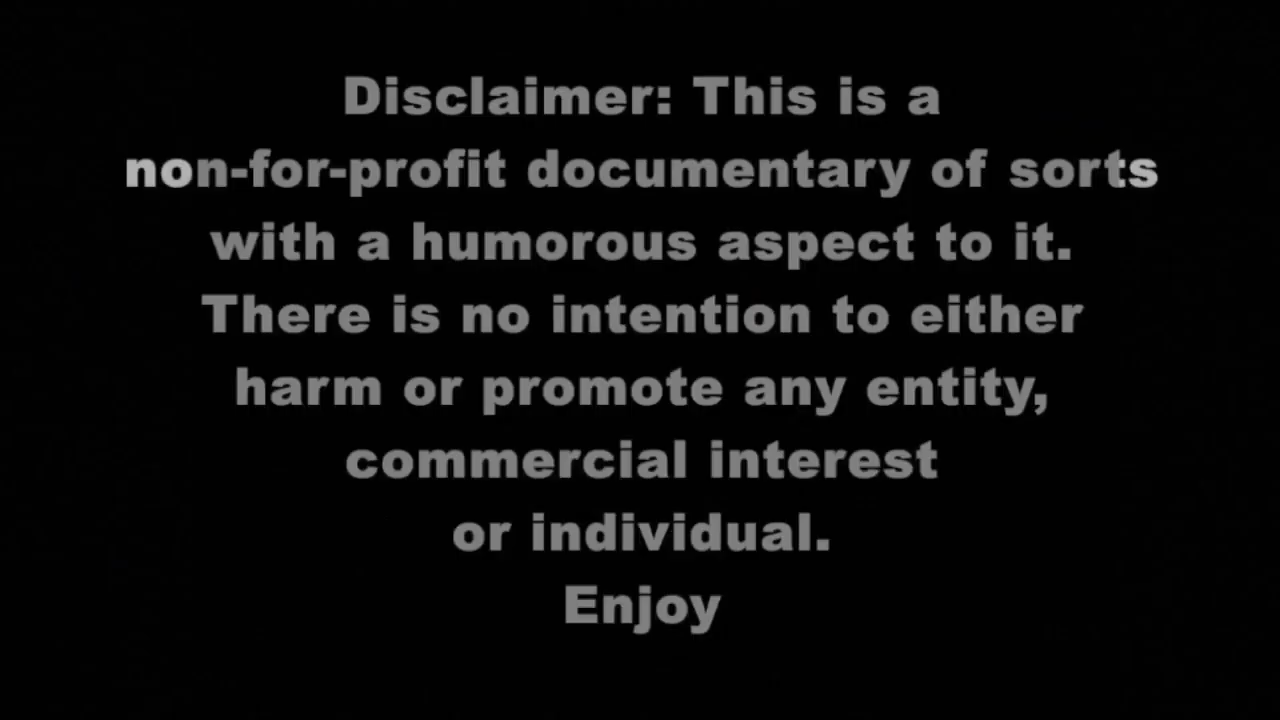 Disclaimer: This is a
non-for-profit documentary of sorts
with a humorous aspect to it.
There is no intention to either
harm or promote any entity,
commercial interest
or individual.
Enjoy